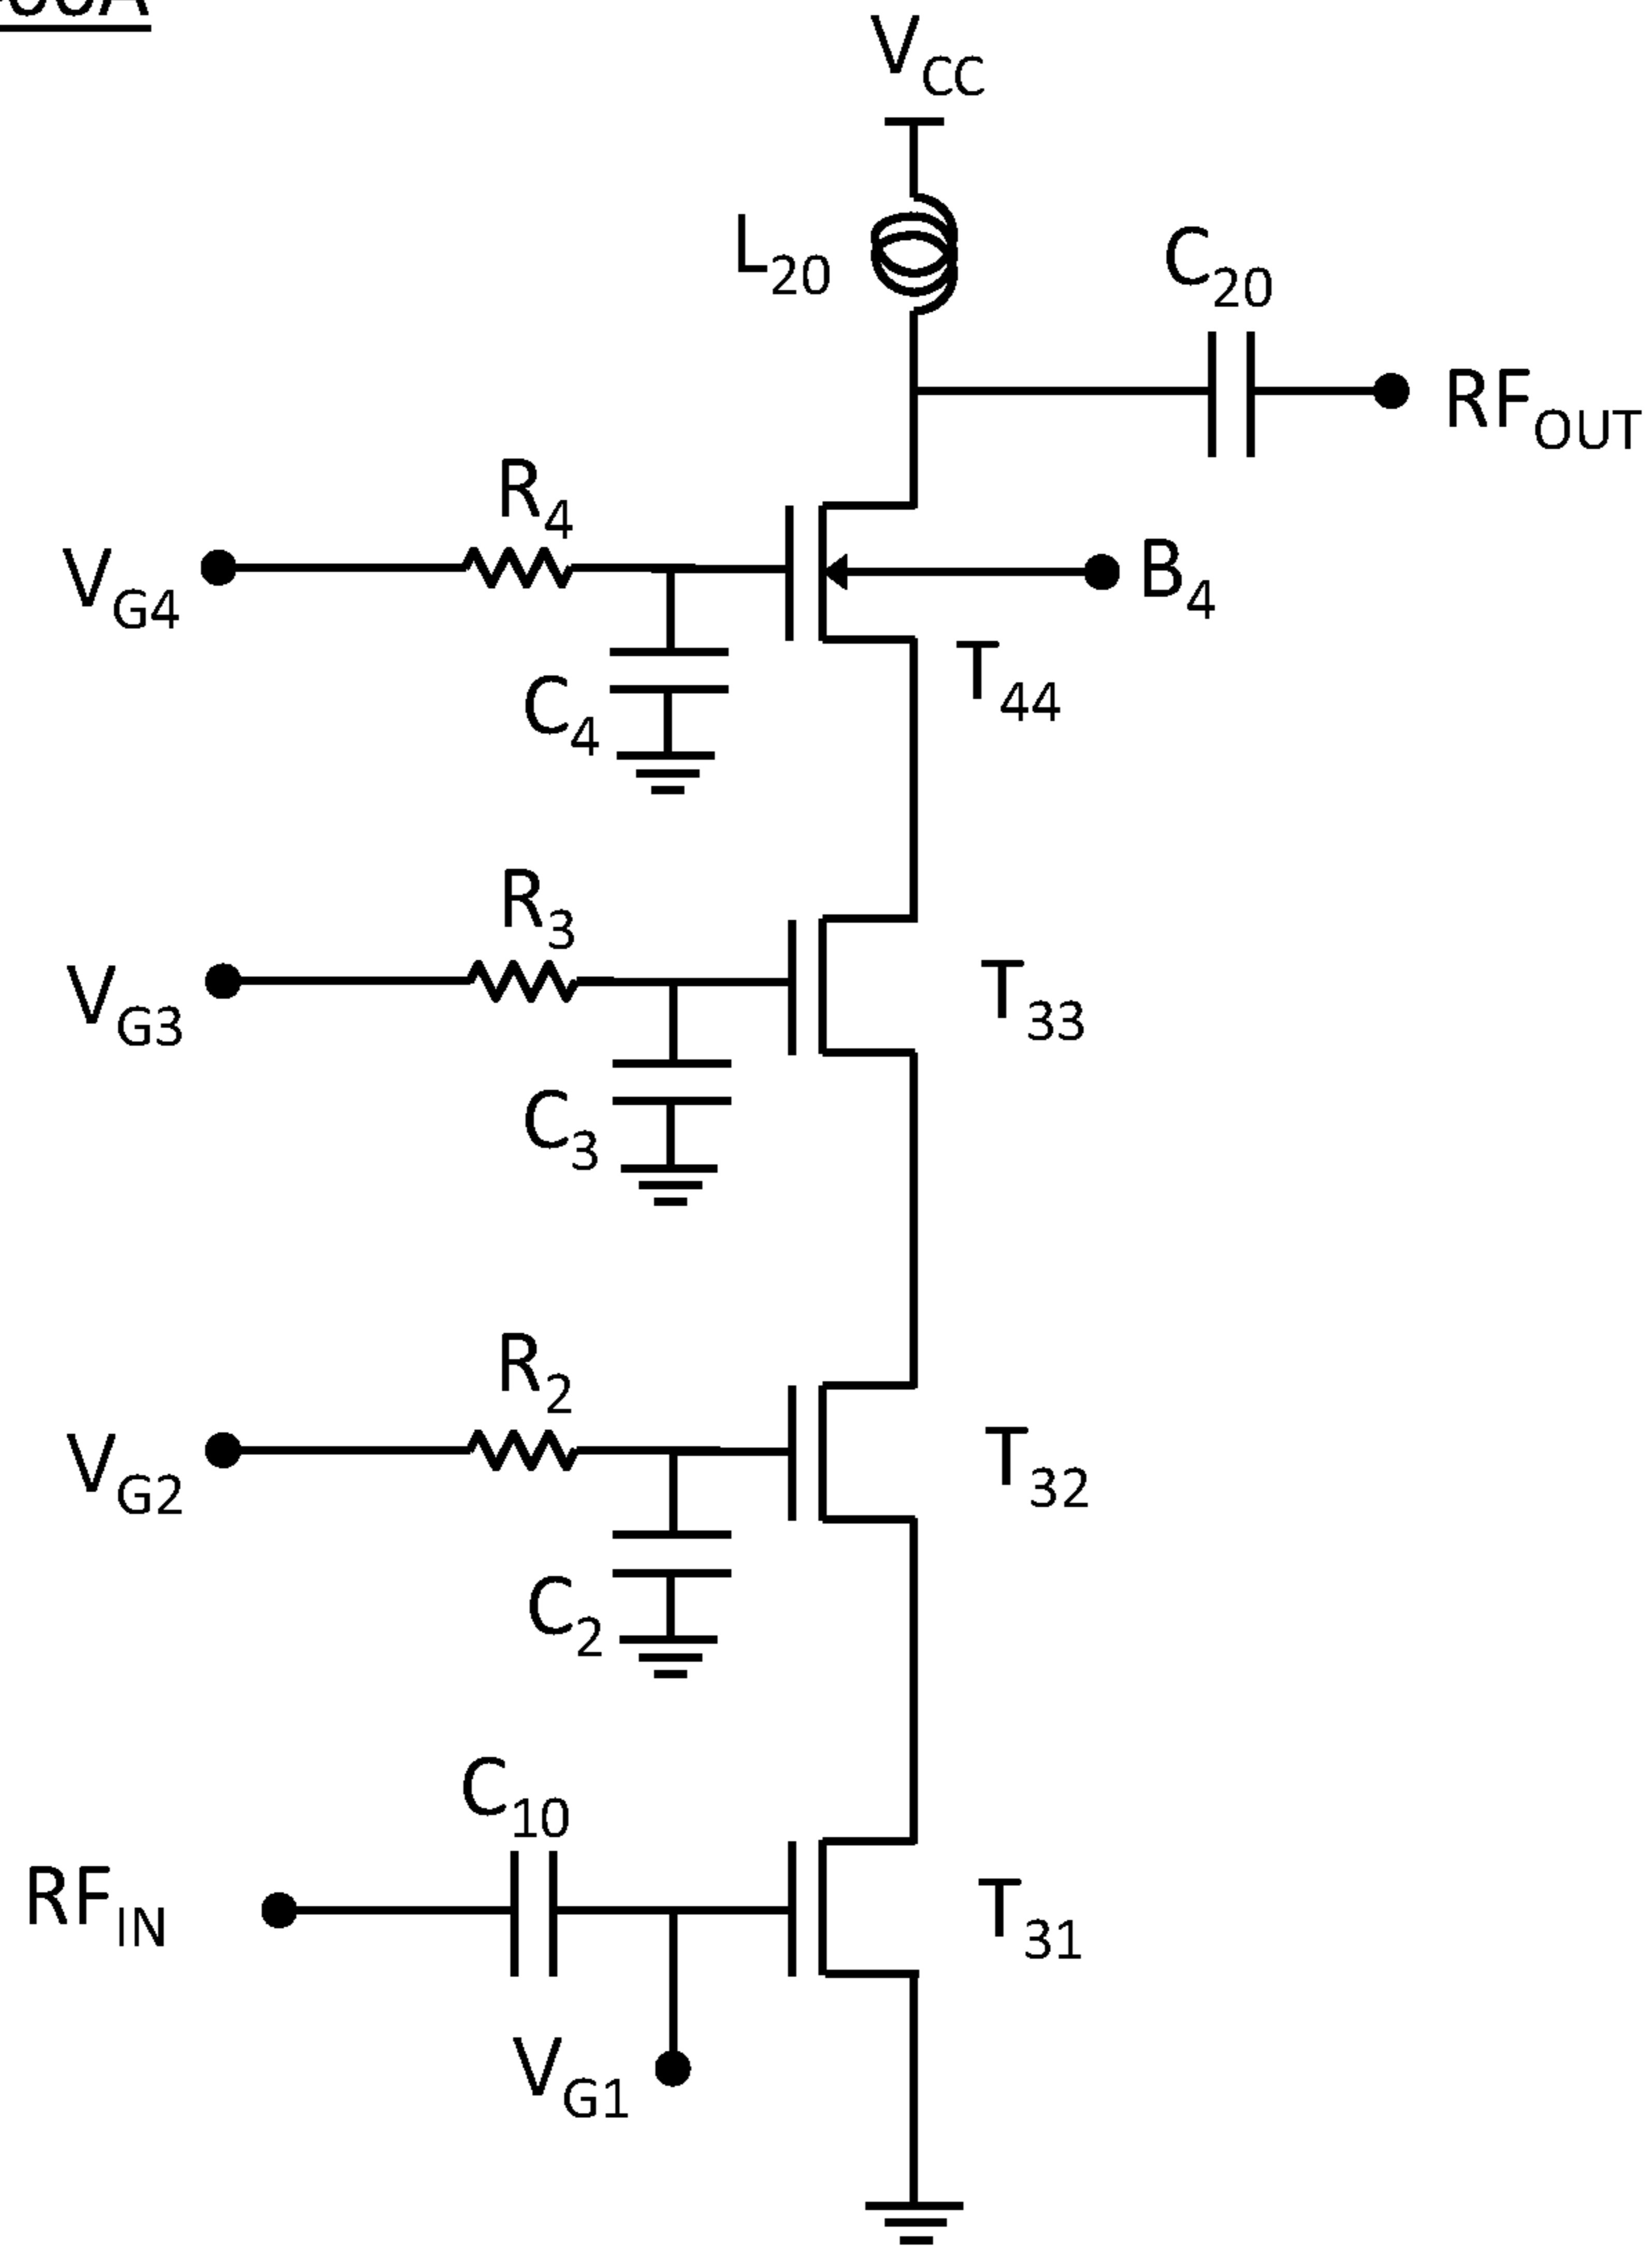 V_CC
L_20
C_20
RF_OUT
R_4
V_G4
B_4
T_44
C_4
R_3
V_G3
T_33
C_3
R_2
V_G2
T_32
C_2
C_10
RF_IN
T_31
V_G1